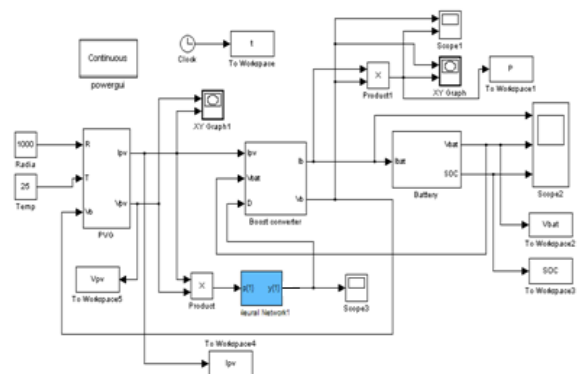 Continuous
powergui
Clock
t
To Workspace
Scope1
XY Graph
X
Product1
P
To Workspace1
XY Graph1
1000
Radia
25
Temp
R
T
Vb
Ipv
Vpv
PVG
Ipv
Vbat
D
Ib
Vb
Boost converter
Ibat
Vbat
SOC
Battery
Scope2
Vbat
To Workspace2
SOC
To Workspace3
Vpv
To Workspace5
X
Product
x{1}
y{1}
Neural Network1
Scope3
To Workspace4
Ipv